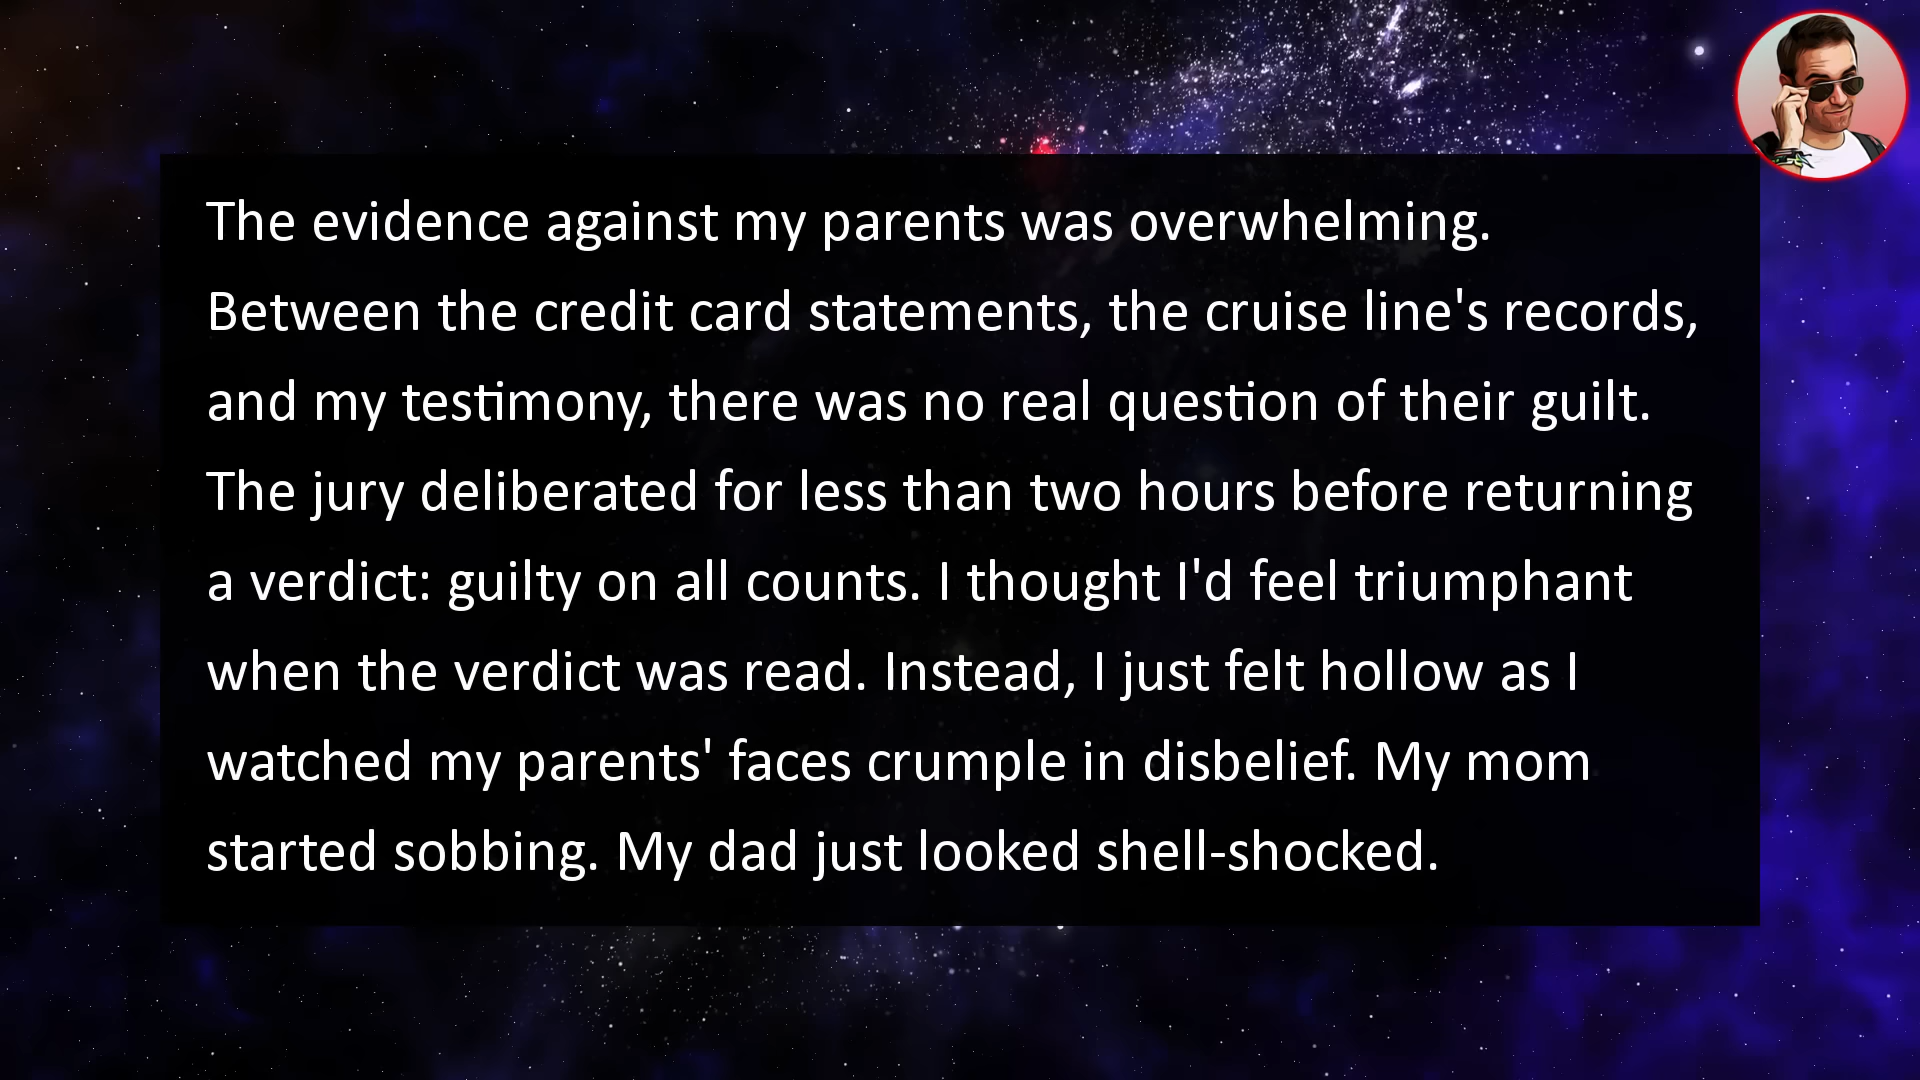 The evidence against my parents was overwhelming.
Between the credit card statements, the cruise line's records,
and my testimony, there was no real question of their guilt.
The jury deliberated for less than two hours before returning
a verdict: guilty on all counts. I thought I'd feel triumphant
when the verdict was read. Instead, I just felt hollow as I
watched my parents' faces crumple in disbelief. My mom
started sobbing. My dad just looked shell-shocked.